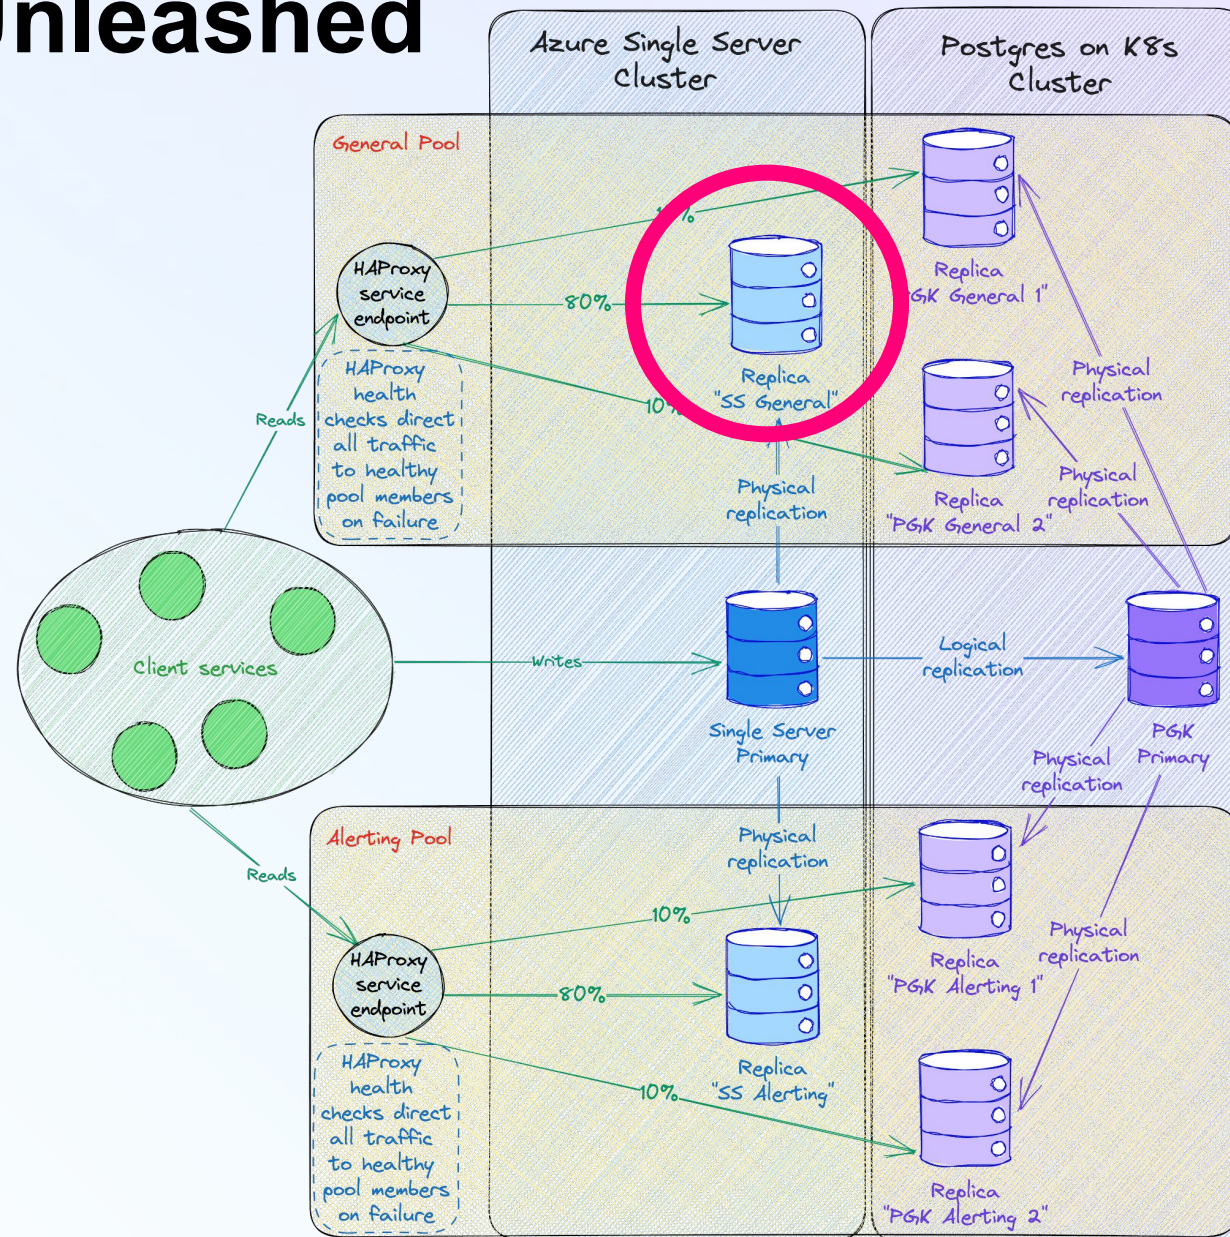 Unleashed
Azure Single Server
Cluster
Postgres on K8s
Cluster
General Pool
HAProxy
service
endpoint
80%
10%
Replica
"SS General"
Replica
GK General 1"
Replica
"PGK General 2"
HAProxy
health
checks direct
all traffic
to healthy
pool members
on failure
Reads
Physical
replication
Physical
replication
Physical
replication
Client services
Writes
Single Server
Primary
Logical
replication
PGK
Primary
Physical
replication
Physical
replication
Alerting Pool
Reads
HAProxy
service
endpoint
10%
80%
10%
Replica
"SS Alerting"
Replica
"PGK Alerting 1"
Physical
replication
Replica
"PGK Alerting 2"
HAProxy
health
checks direct
all traffic
to healthy
pool members
on failure